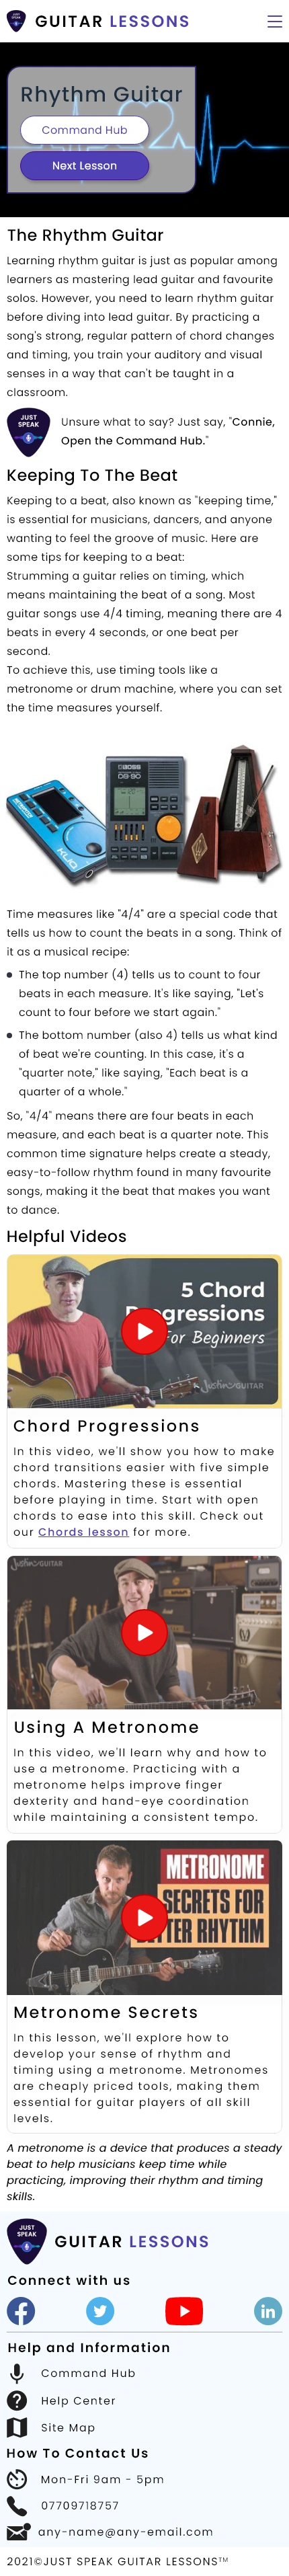 JUST SPEAK
GUITAR LESSONS
Rhythm Guitar
Command Hub
Next Lesson
The Rhythm Guitar
Learning rhythm guitar is just as popular among
learners as mastering lead guitar and favourite
solos. However, you need to learn rhythm guitar
before diving into lead guitar. By practicing a
song's strong, regular pattern of chord changes
and timing, you train your auditory and visual
senses in a way that can't be taught in a
classroom.
JUST
SPEAK
Unsure what to say? Just say, "Connie,
Open the Command Hub."
Keeping To The Beat
Keeping to a beat, also known as "keeping time,"
is essential for musicians, dancers, and anyone
wanting to feel the groove of music. Here are
some tips for keeping to a beat:
Strumming a guitar relies on timing, which
means maintaining the beat of a song. Most
guitar songs use 4/4 timing, meaning there are 4
beats in every 4 seconds, or one beat per
second.
To achieve this, use timing tools like a
metronome or drum machine, where you can set
the time measures yourself.
BOSS
DB-90
Time measures like "4/4" are a special code that
tells us how to count the beats in a song. Think of
it as a musical recipe:
The top number (4) tells us to count to four
beats in each measure. It's like saying, "Let's
count to four before we start again."
The bottom number (also 4) tells us what kind
of beat we're counting. In this case, it's a
"quarter note," like saying, "Each beat is a
quarter of a whole."
So, "4/4" means there are four beats in each
measure, and each beat is a quarter note. This
common time signature helps create a steady,
easy-to-follow rhythm found in many favourite
songs, making it the beat that makes you want
to dance.
Helpful Videos
5 Chord
For Beginners
JustinGUITAR
Chord Progressions
In this video, we'll show you how to make
chord transitions easier with five simple
chords. Mastering these is essential
before playing in time. Start with open
chords to ease into this skill. Check out
our Chords lesson for more.
JustinGUITAR
Using A Metronome
In this video, we'll learn why and how to
use a metronome. Practicing with a
metronome helps improve finger
dexterity and hand-eye coordination
while maintaining a consistent tempo.
METRONOME
SECRETS FOR
RHYTHM
Metronome Secrets
In this lesson, we'll explore how to
develop your sense of rhythm and
timing using a metronome. Metronomes
are cheaply priced tools, making them
essential for guitar players of all skill
levels.
A metronome is a device that produces a steady
beat to help musicians keep time while
practicing, improving their rhythm and timing
skills.
JUST
SPEAK
GUITAR LESSONS
Connect with us
Help and Information
Command Hub
Help Center
Site Map
How To Contact Us
Mon-Fri 9am - 5pm
07709718757
any-name@any-email.com
2021©JUST SPEAK GUITAR LESSONS™